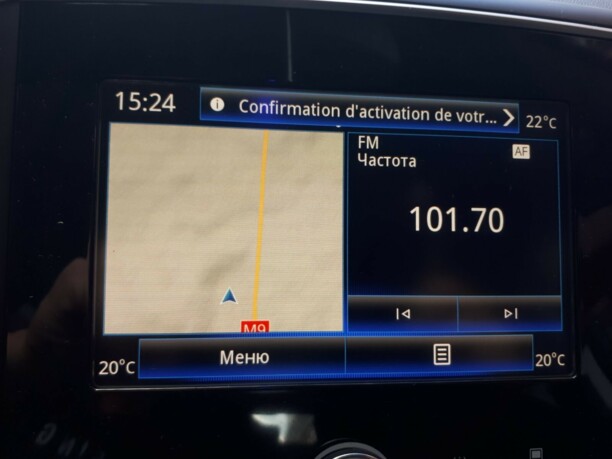 15:24
Confirmation d'activation de votr...
22°C
FM
AF
Частота
101.70
M9
20°C
Меню
20°C